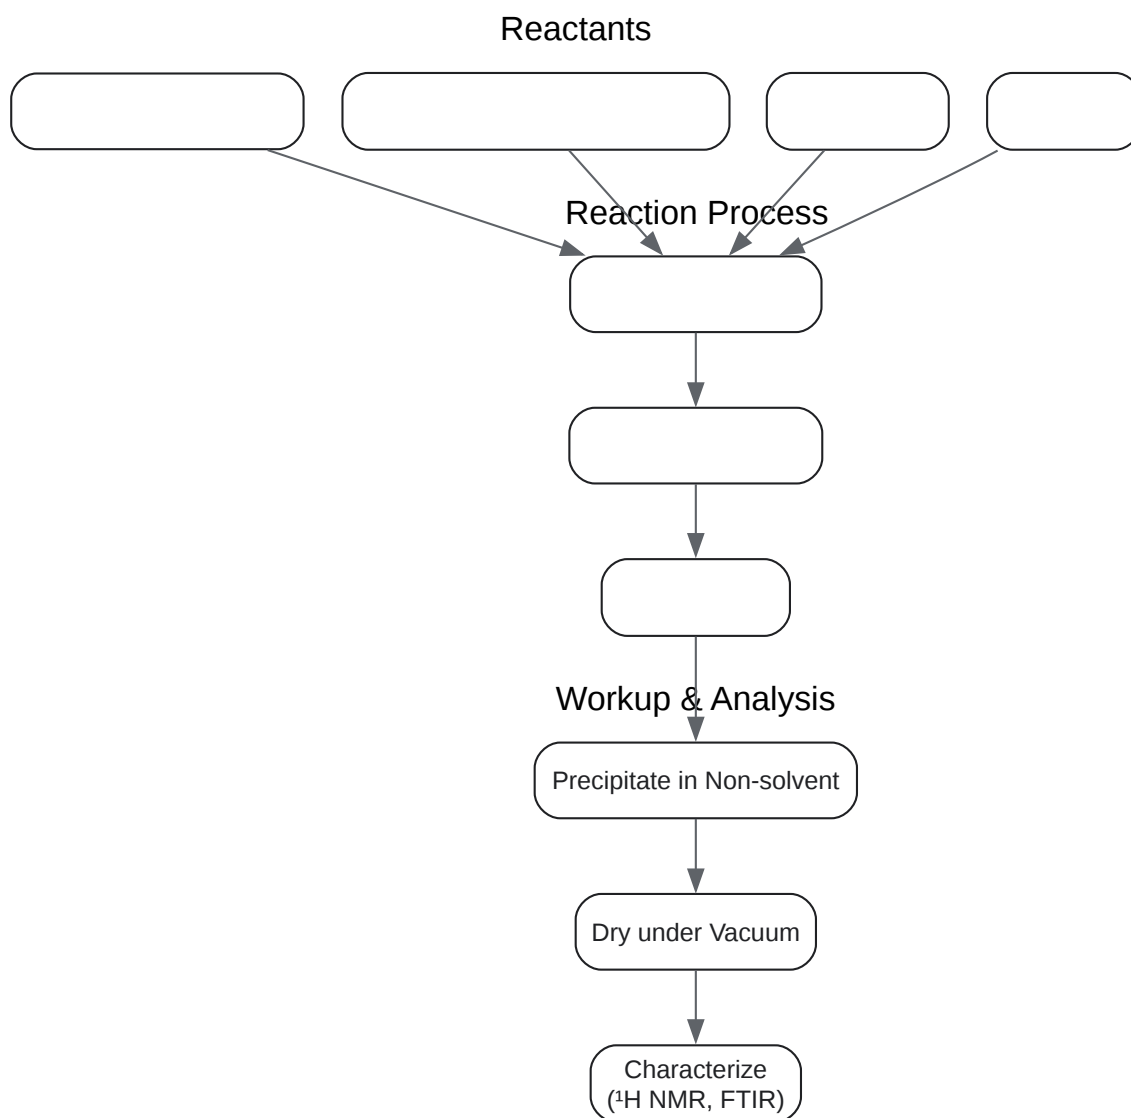 Reactants
Reaction Process
Workup & Analysis
Precipitate in Non-solvent
Dry under Vacuum
Characterize
(¹H NMR, FTIR)